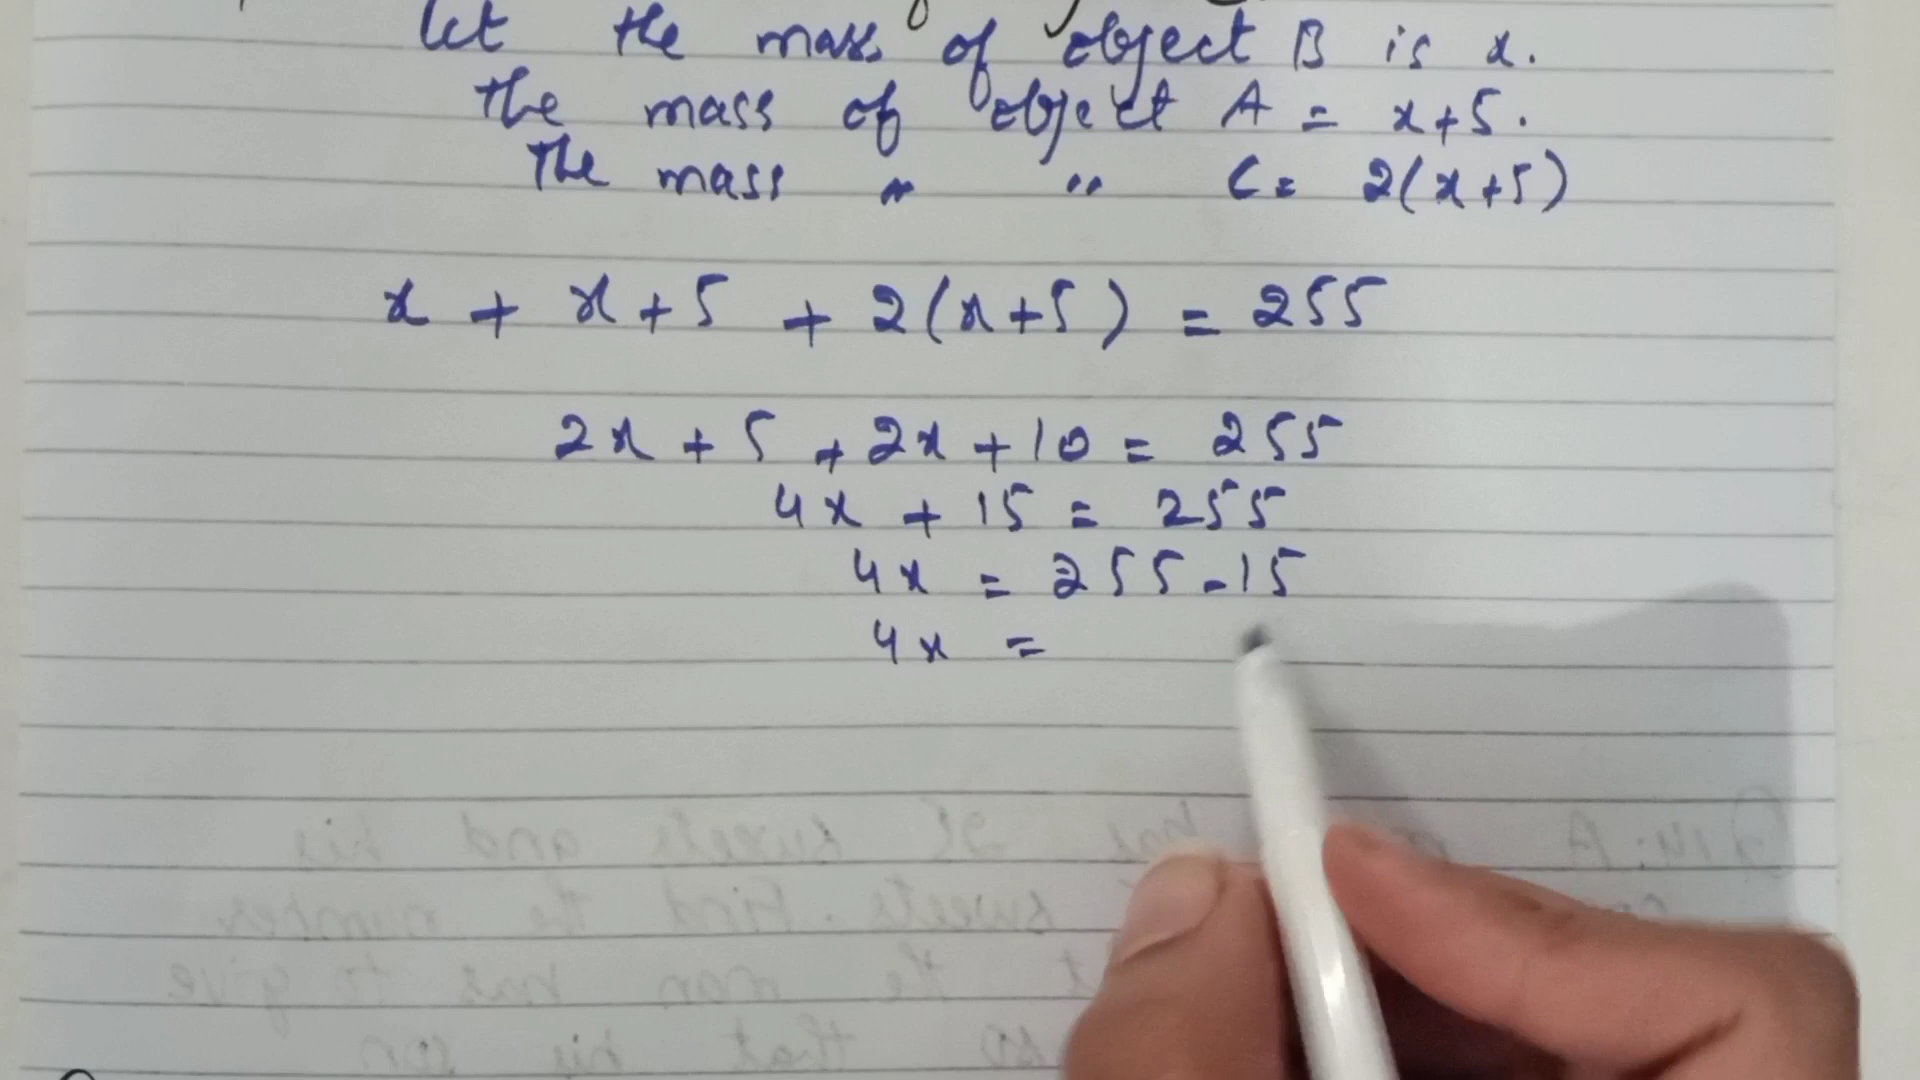 let the mass of object B is x.
the mass of object A = x+5.
The mass " " C = 2(x+5)
x + x+5 + 2(x+5) = 255
2x + 5 + 2x + 10 = 255
4x + 15 = 255
4x = 255-15
4x =